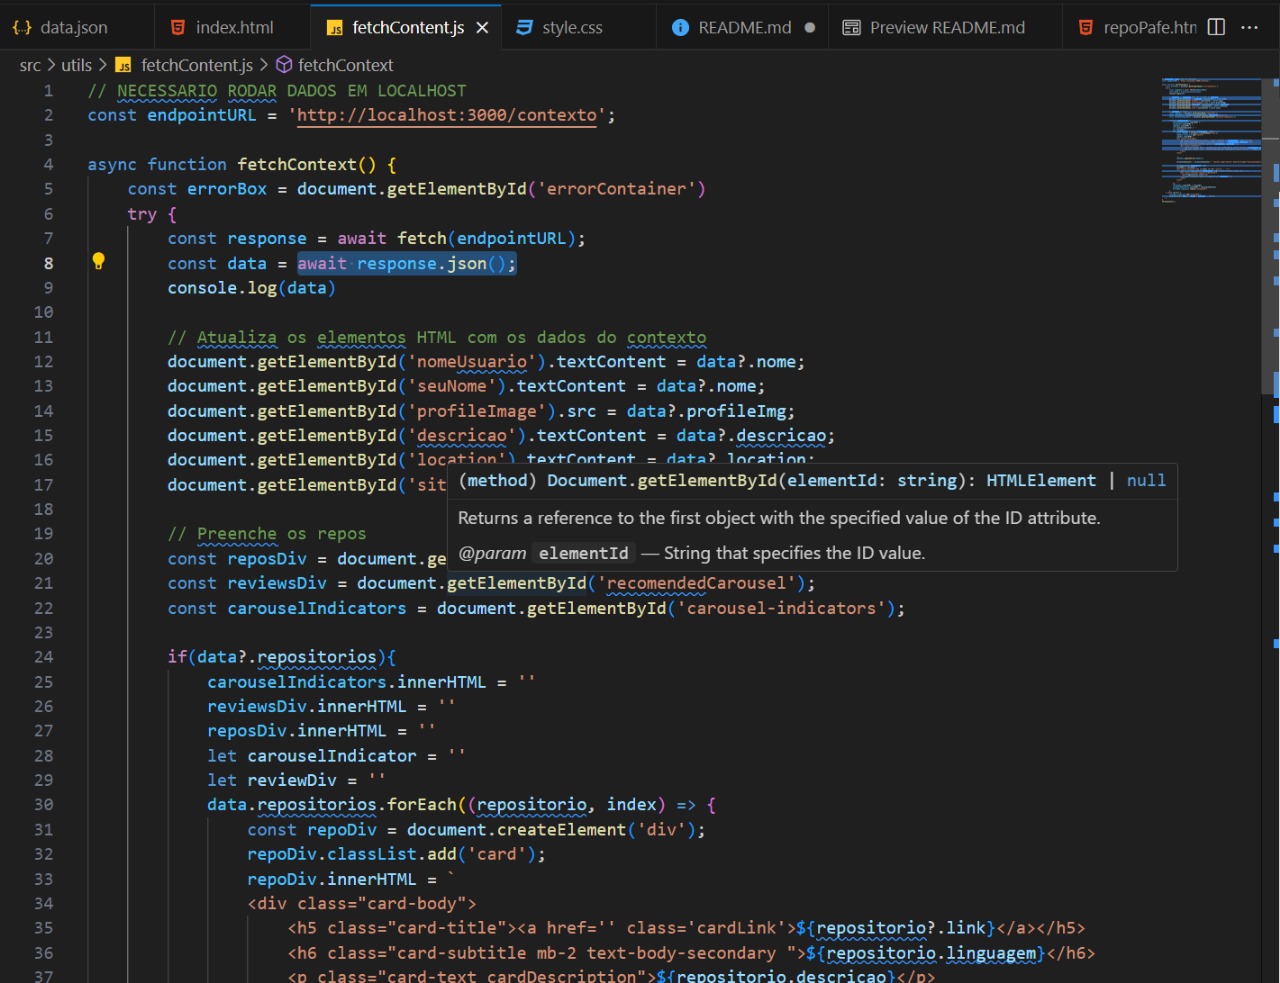 data.json
index.html
fetchContent.js
style.css
README.md
Preview README.md
repoPafe.htn
src > utils > fetchContent.js > fetchContext
1 // NECESSARIO RODAR DADOS EM LOCALHOST
2 const endpointURL = 'http://localhost:3000/contexto';
3
4 async function fetchContext() {
5 const errorBox = document.getElementById('errorContainer')
6 try {
7 const response = await fetch(endpointURL);
8 const data = await response.json();
9 console.log(data)
10
11 // Atualiza os elementos HTML com os dados do contexto
12 document.getElementById('nomeUsuario').textContent = data?.nome;
13 document.getElementById('seuNome').textContent = data?.nome;
14 document.getElementById('profileImage').src = data?.profileImg;
15 document.getElementById('descricao').textContent = data?.descricao;
16 document.getElementById('location').textContent = data?.location;
17 document.getElementById('sit
(method) Document.getElementById(elementId: string): HTMLElement | null
Returns a reference to the first object with the specified value of the ID attribute.
@param elementId — String that specifies the ID value.
18
19 // Preenche os repos
20 const reposDiv = document.ge
21 const reviewsDiv = document.getElementById('recomendedCarousel');
22 const carouselIndicators = document.getElementById('carousel-indicators');
23
24 if(data?.repositorios){
25 carouselIndicators.innerHTML = ''
26 reviewsDiv.innerHTML = ''
27 reposDiv.innerHTML = ''
28 let carouselIndicator = ''
29 let reviewDiv = ''
30 data.repositorios.forEach((repositorio, index) => {
31 const repoDiv = document.createElement('div');
32 repoDiv.classList.add('card');
33 repoDiv.innerHTML = `
34 <div class="card-body">
35 <h5 class="card-title"><a href='' class='cardLink'>${repositorio?.link}</a></h5>
36 <h6 class="card-subtitle mb-2 text-body-secondary ">${repositorio.linguagem}</h6>
37 <p class="card-text cardDescription">${repositorio.descricao}</p>